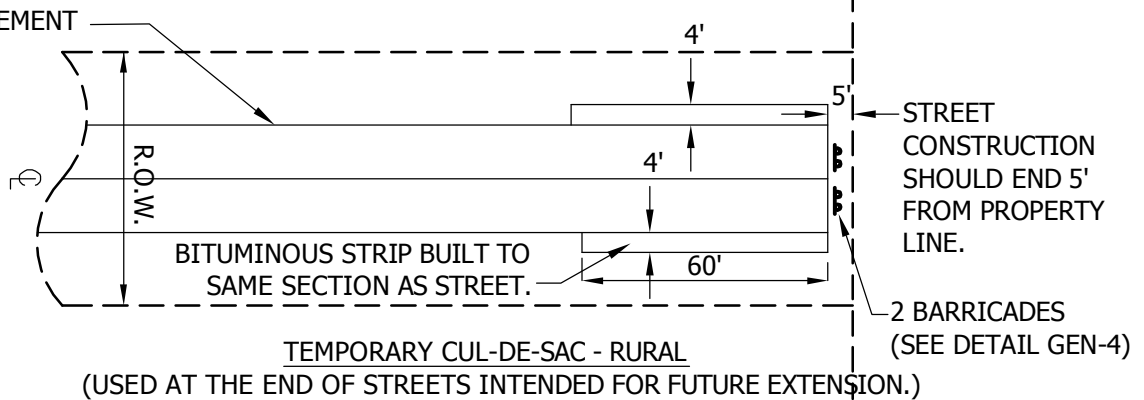 EMENT
4'
5'
STREET
CONSTRUCTION
SHOULD END 5'
FROM PROPERTY
LINE.
R.O.W.
4'
CL
BITUMINOUS STRIP BUILT TO
SAME SECTION AS STREET.
60'
2 BARRICADES
(SEE DETAIL GEN-4)
TEMPORARY CUL-DE-SAC - RURAL
(USED AT THE END OF STREETS INTENDED FOR FUTURE EXTENSION.)